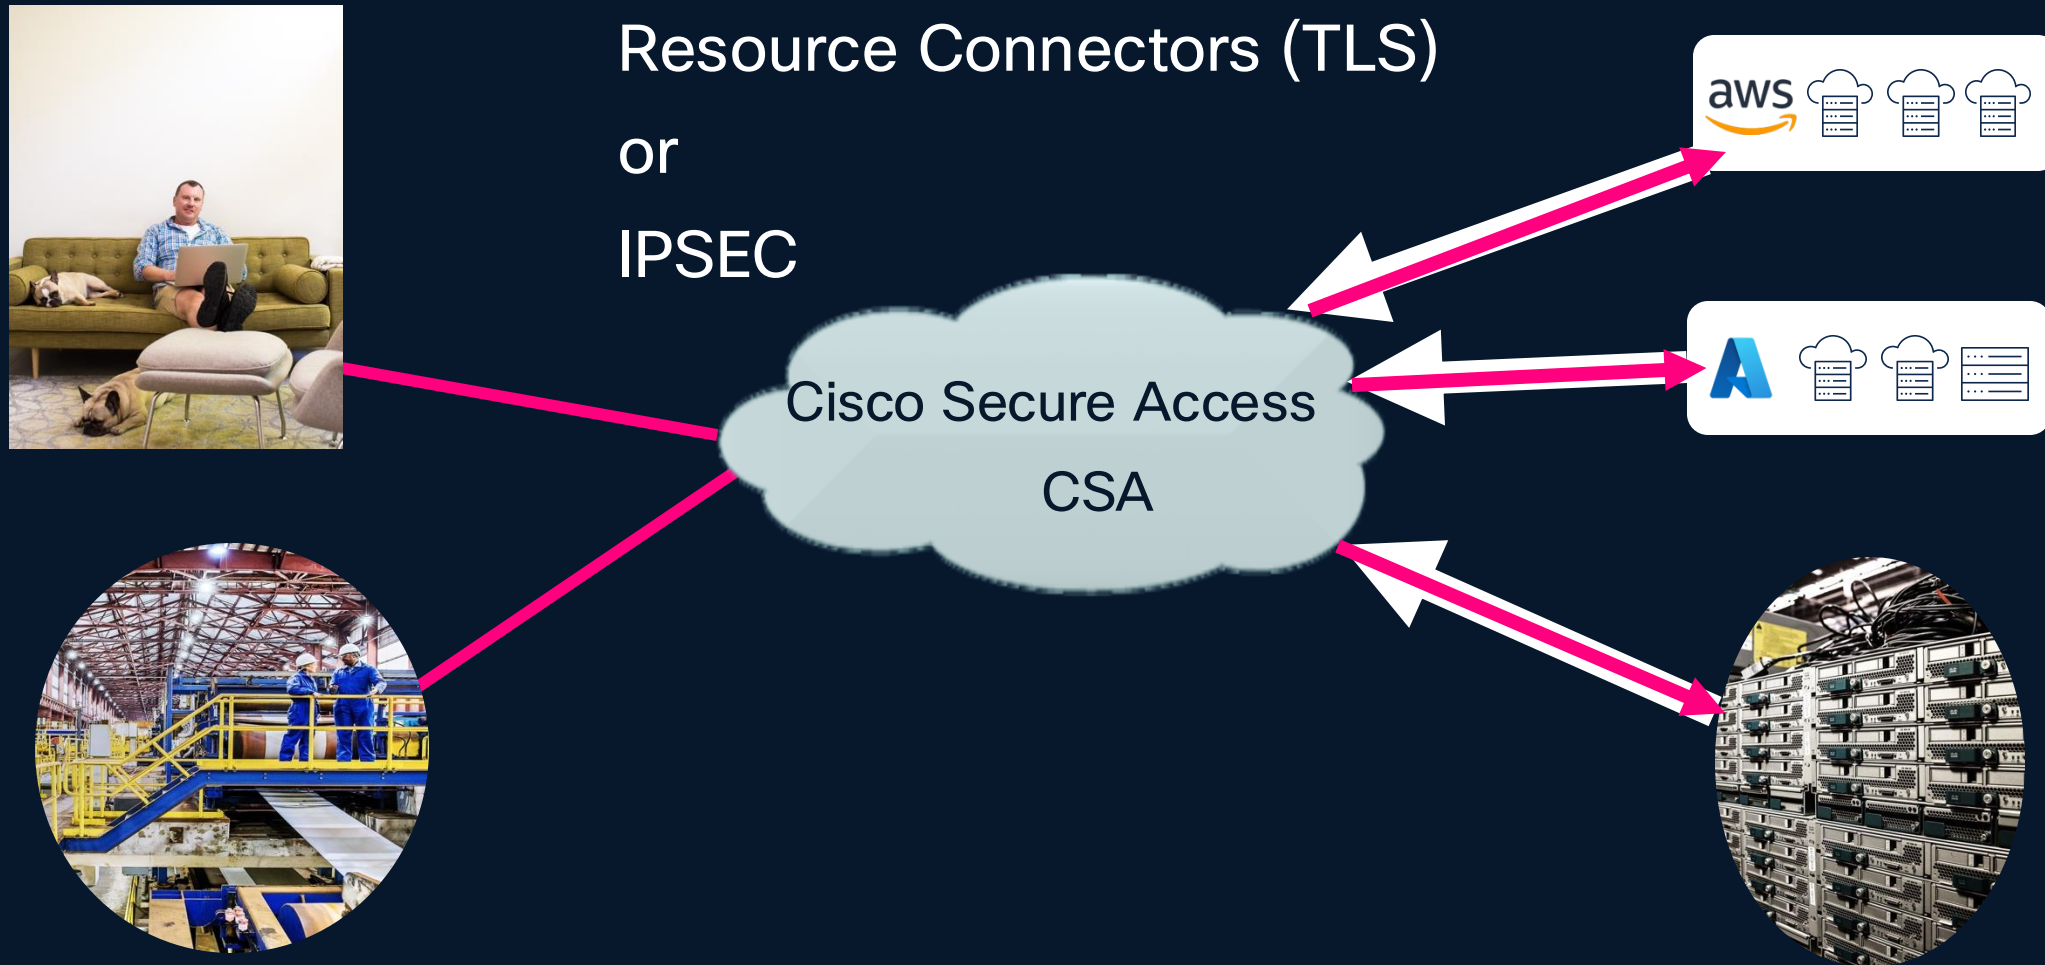 Resource Connectors (TLS)
or
IPSEC
aws
Cisco Secure Access
CSA